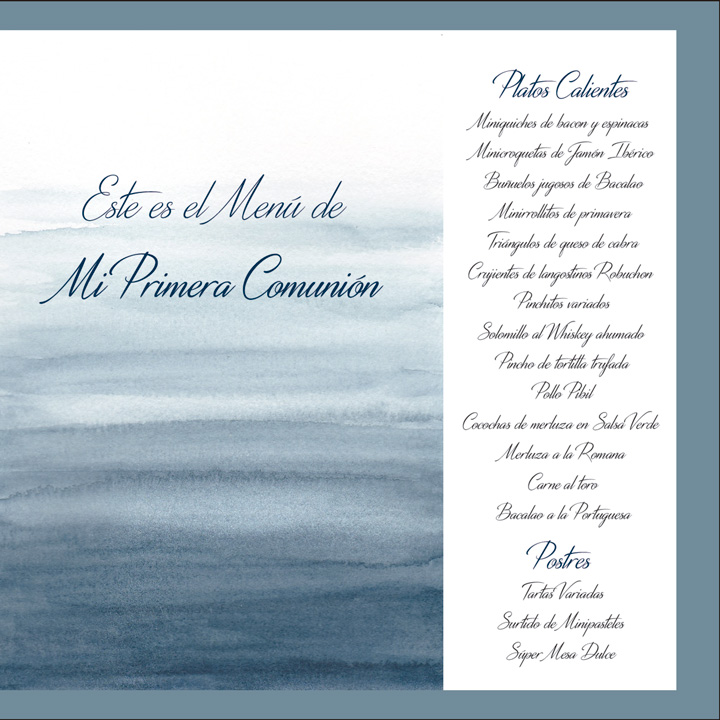 Este es el Menú de
Mi Primera Comunión
Platos Calientes
Miniquiches de bacon y espinacas
Minicroquetas de Jamón Ibérico
Buñuelos jugosos de Bacalao
Minirrollitos de primavera
Triángulos de queso de cabra
Crujientes de langostinos Robuchon
Pinchitos variados
Solomillo al Whiskey ahumado
Pincho de tortilla trufada
Pollo Pibil
Cocochas de merluza en Salsa Verde
Merluza a la Romana
Carne al toro
Bacalao a la Portuguesa
Postres
Tartas Variadas
Surtido de Minipasteles
Súper Mesa Dulce